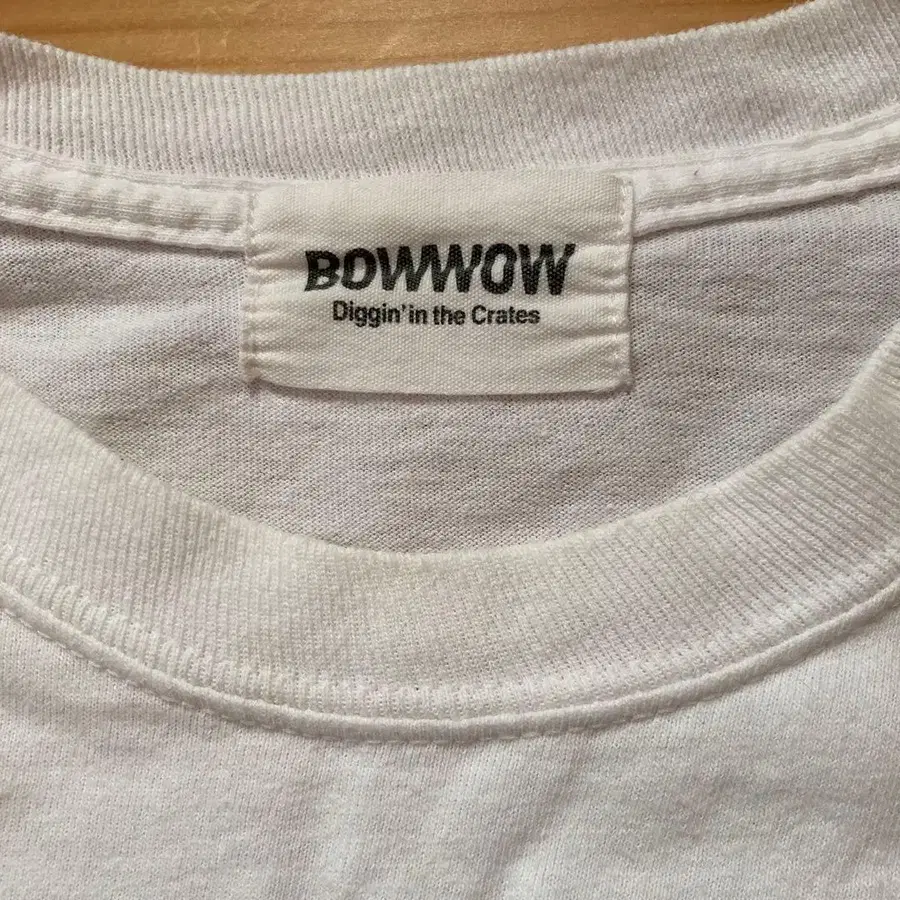 BOWWOW
Diggin' in the Crates